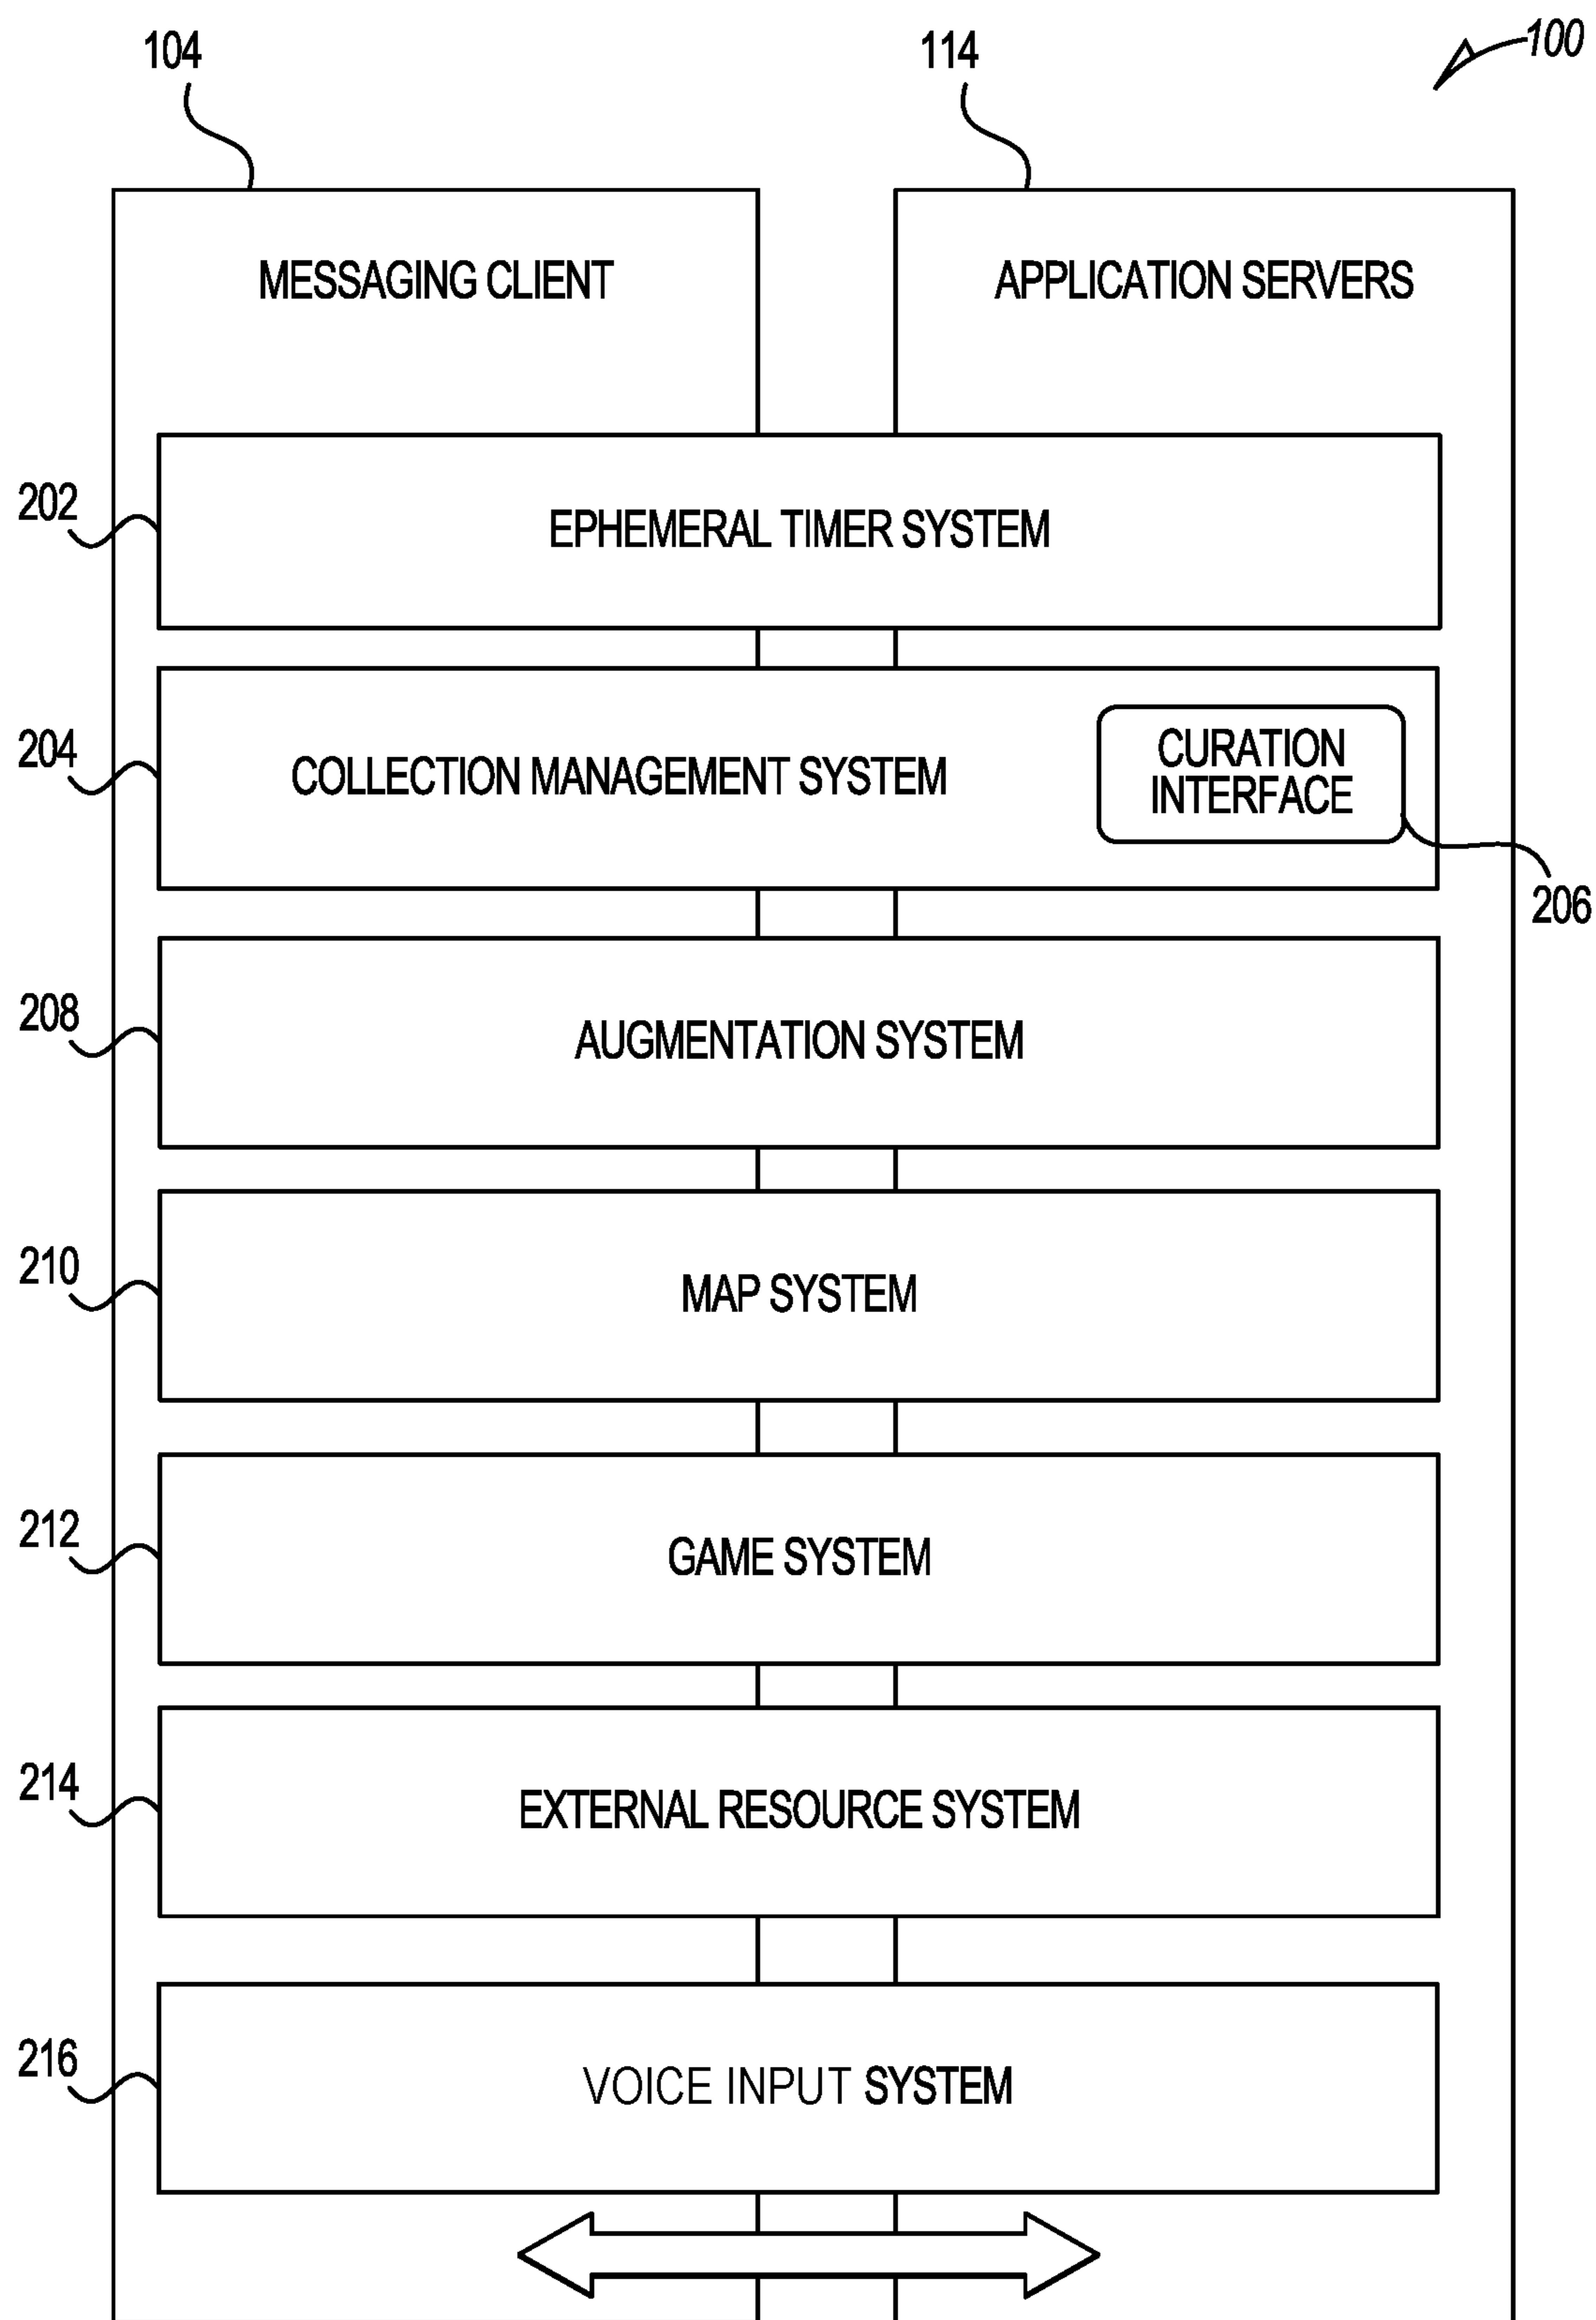 104
114
100
MESSAGING CLIENT
APPLICATION SERVERS
202
EPHEMERAL TIMER SYSTEM
204
COLLECTION MANAGEMENT SYSTEM
CURATION
INTERFACE
206
208
AUGMENTATION SYSTEM
210
MAP SYSTEM
212
GAME SYSTEM
214
EXTERNAL RESOURCE SYSTEM
216
VOICE INPUT SYSTEM